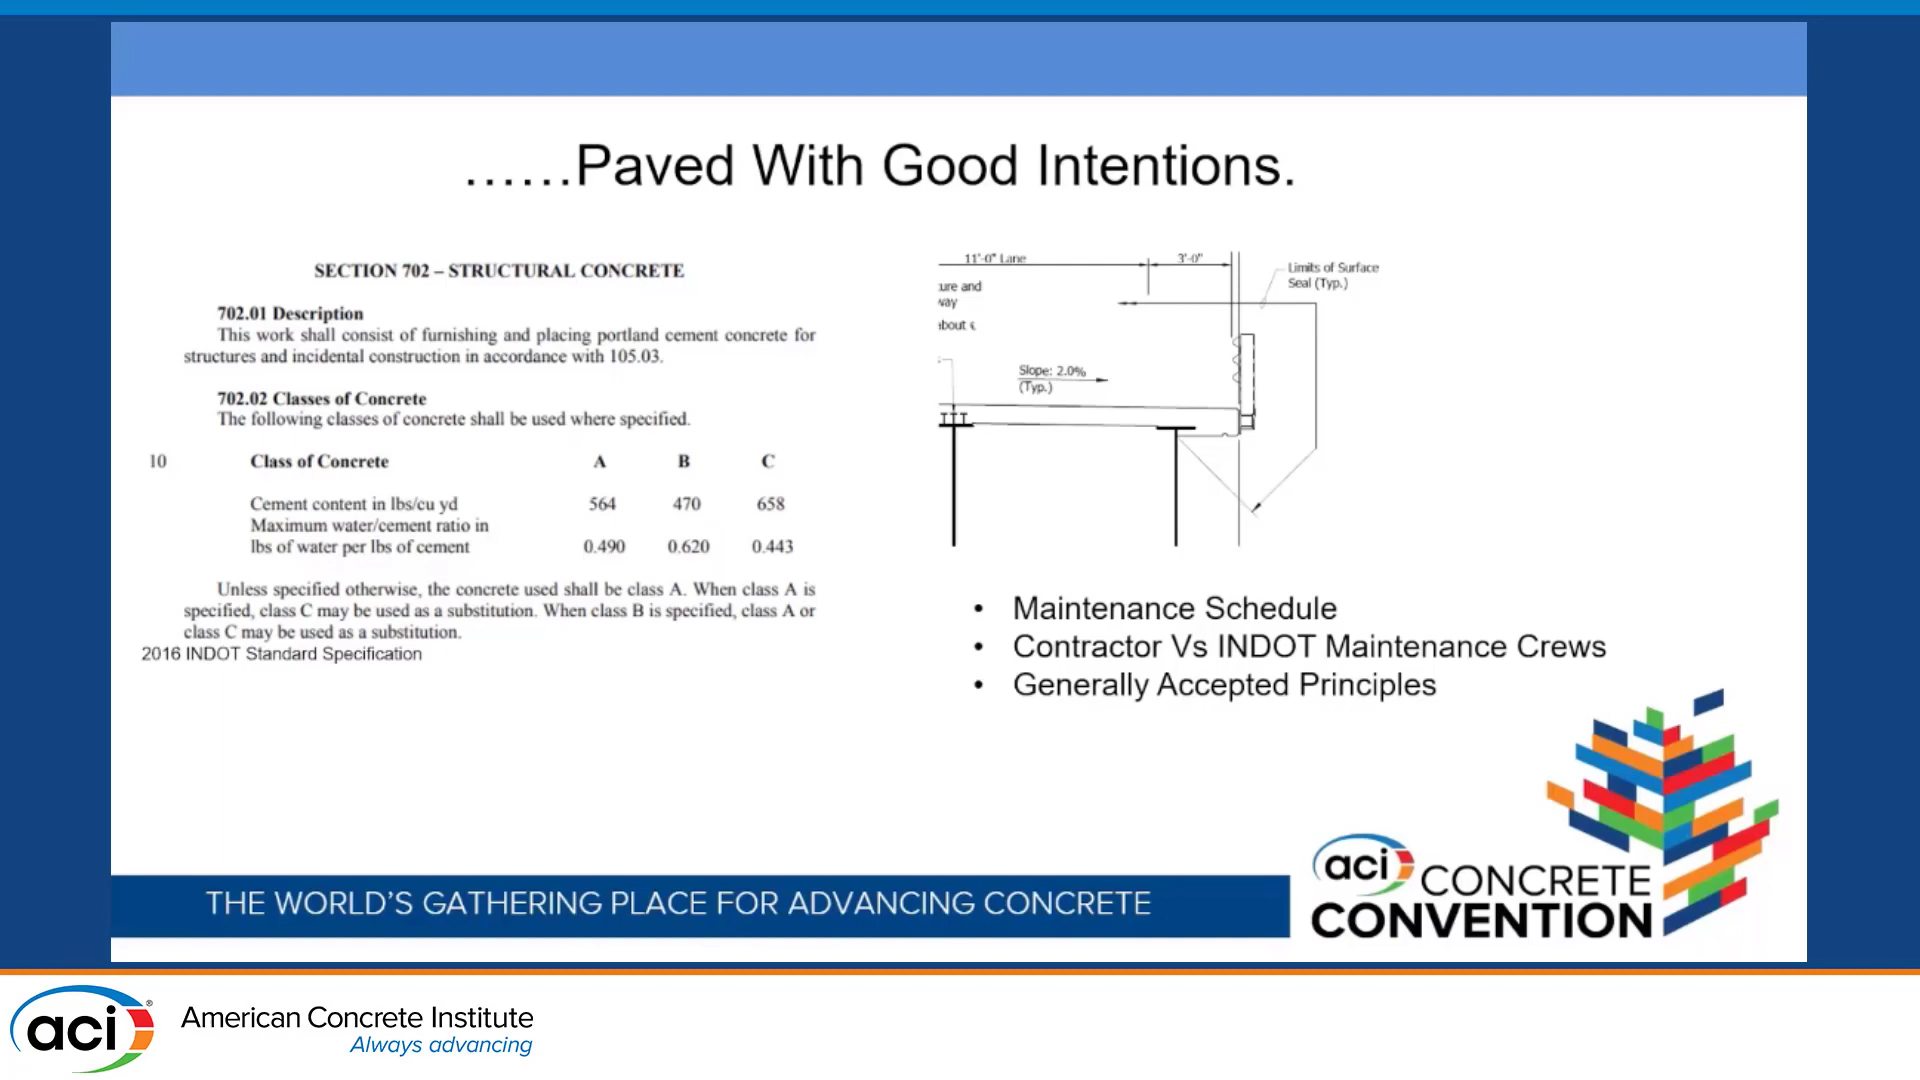 ......Paved With Good Intentions.
SECTION 702 – STRUCTURAL CONCRETE
702.01 Description
This work shall consist of furnishing and placing portland cement concrete for
structures and incidental construction in accordance with 105.03.
702.02 Classes of Concrete
The following classes of concrete shall be used where specified.
10 Class of Concrete A B C
Cement content in lbs/cu yd 564 470 658
Maximum water/cement ratio in
lbs of water per lbs of cement 0.490 0.620 0.443
Unless specified otherwise, the concrete used shall be class A. When class A is
specified, class C may be used as a substitution. When class B is specified, class A or
class C may be used as a substitution.
2016 INDOT Standard Specification
11'-0" Lane
3'-0"
Limits of Surface
Seal (Typ.)
and
Slope: 2.0%
(Typ.)
• Maintenance Schedule
• Contractor Vs INDOT Maintenance Crews
• Generally Accepted Principles
THE WORLD'S GATHERING PLACE FOR ADVANCING CONCRETE
aci CONCRETE
CONVENTION
aci® American Concrete Institute
Always advancing